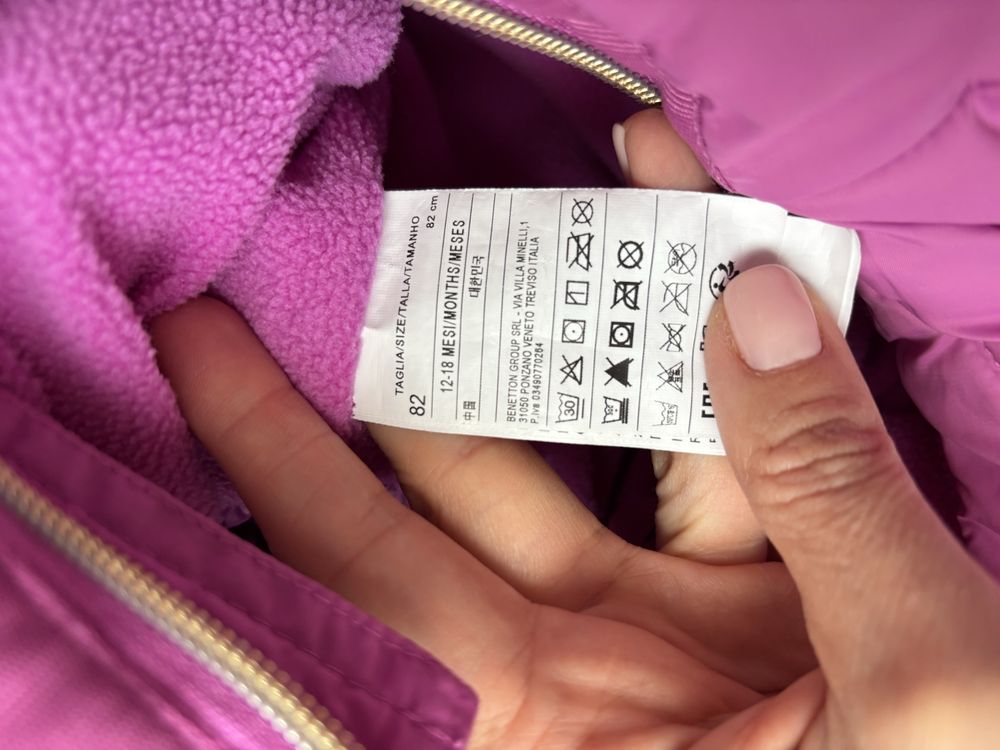 TAGLIA/SIZE/TALLA/TAMANHO
82
82 cm
12-18 MESI/MONTHS/MESES
中国
대한민국
BENETTON GROUP SRL - VIA VILLA MINELLI,1
31050 PONZANO VENETO TREVISO ITALIA
P.IVA 03490770264
30